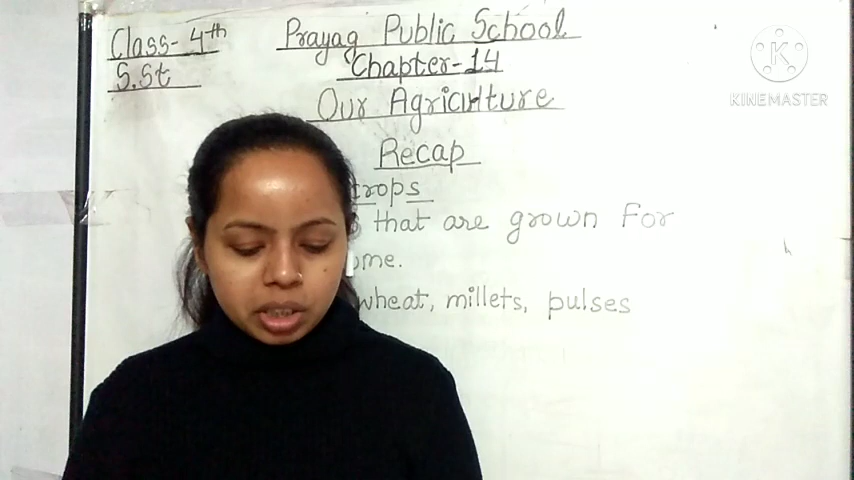 Class- 4th
S.St
Prayag Public School
Chapter-14
Our Agriculture
Recap
crops
that are grown for
ome.
wheat, millets, pulses
K
KINEMASTER